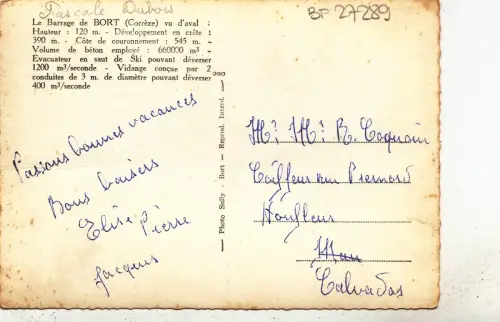 Pascale Dubois
BP 27289
Le Barrage de BORT (Corrèze) vu d'aval :
Hauteur : 120 m. - Développement en crête :
390 m. - Côte de couronnement : 545 m. -
Volume de béton employé : 660000 m³ -
Evacuateur en saut de Ski pouvant déverser
1200 m³/seconde - Vidange conçue par 2
conduites de 3 m. de diamètre pouvant déverser
400 m³/seconde
Passons bonnes vacances
Bons baisers
Elise Pierre
Jacques
Photo Sully - Bort - Reprod. Interd.
Mr. Me. R. Coquain
Coiffeur rue Piemord
Honfleur
Calvados